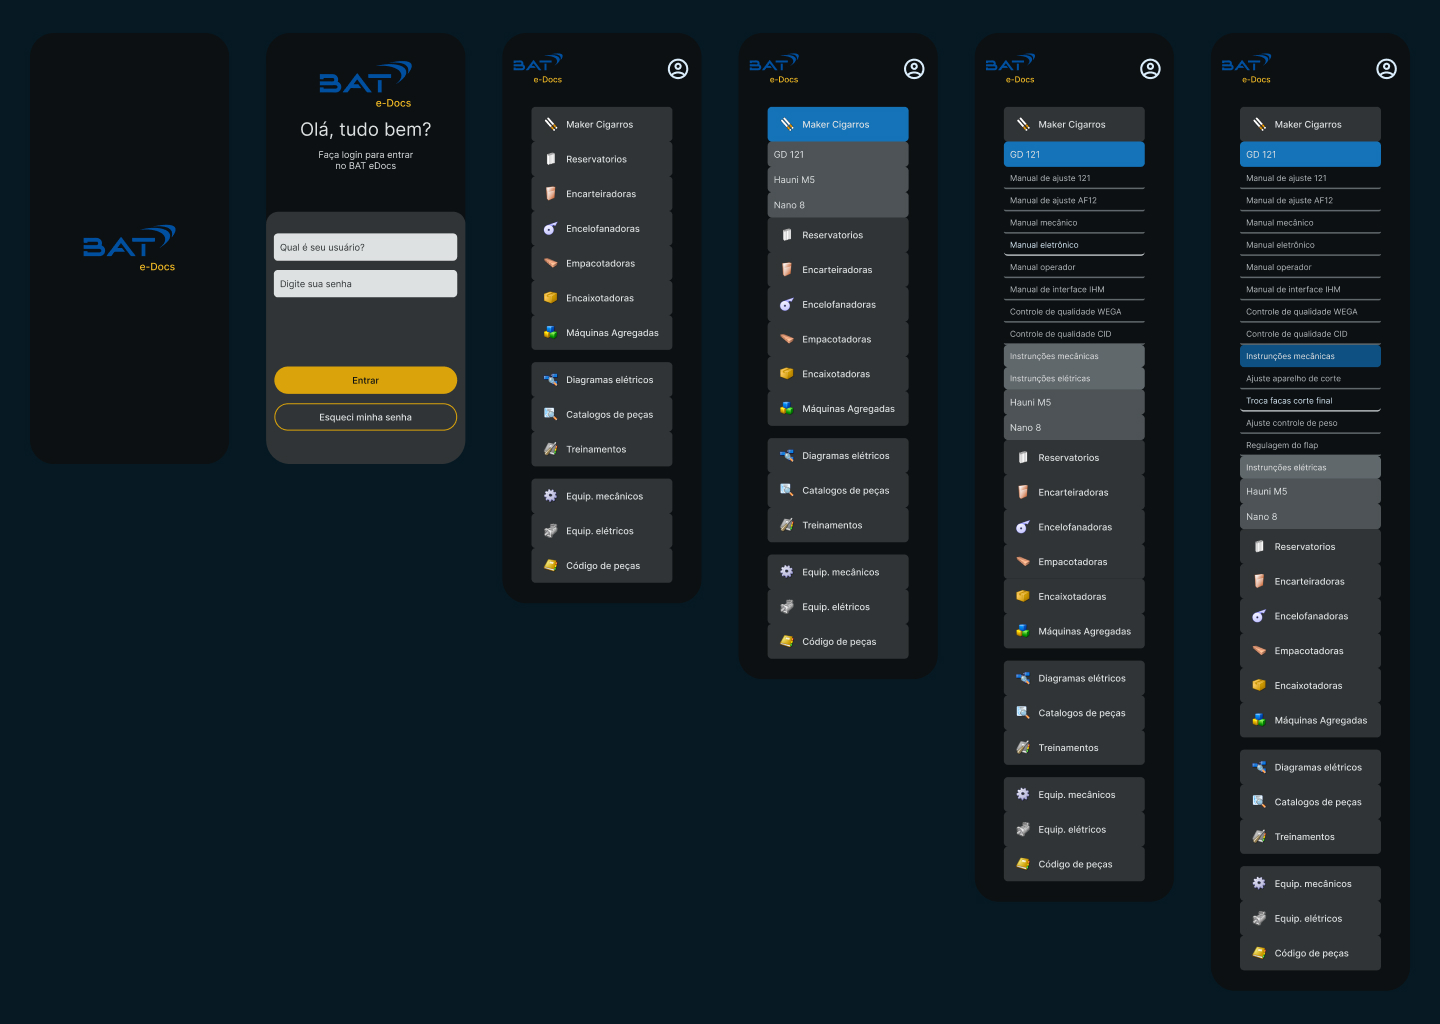 BAT
e-Docs
BAT
e-Docs
Olá, tudo bem?
Faça login para entrar
no BAT eDocs
Qual é seu usuário?
Digite sua senha
Entrar
Esqueci minha senha
BAT
e-Docs
Maker Cigarros
Reservatorios
Encarteiradoras
Encelofanadoras
Empacotadoras
Encaixotadoras
Máquinas Agregadas
Diagramas elétricos
Catalogos de peças
Treinamentos
Equip. mecânicos
Equip. elétricos
Código de peças
BAT
e-Docs
Maker Cigarros
GD 121
Hauni M5
Nano 8
Reservatorios
Encarteiradoras
Encelofanadoras
Empacotadoras
Encaixotadoras
Máquinas Agregadas
Diagramas elétricos
Catalogos de peças
Treinamentos
Equip. mecânicos
Equip. elétricos
Código de peças
BAT
e-Docs
Maker Cigarros
GD 121
Manual de ajuste 121
Manual de ajuste AF12
Manual mecânico
Manual eletrônico
Manual operador
Manual de interface IHM
Controle de qualidade WEGA
Controle de qualidade CID
Instrunções mecânicas
Instrunções elétricas
Hauni M5
Nano 8
Reservatorios
Encarteiradoras
Encelofanadoras
Empacotadoras
Encaixotadoras
Máquinas Agregadas
Diagramas elétricos
Catalogos de peças
Treinamentos
Equip. mecânicos
Equip. elétricos
Código de peças
BAT
e-Docs
Maker Cigarros
GD 121
Manual de ajuste 121
Manual de ajuste AF12
Manual mecânico
Manual eletrônico
Manual operador
Manual de interface IHM
Controle de qualidade WEGA
Controle de qualidade CID
Instrunções mecânicas
Ajuste aparelho de corte
Troca facas corte final
Ajuste controle de peso
Regulagem do flap
Instrunções elétricas
Hauni M5
Nano 8
Reservatorios
Encarteiradoras
Encelofanadoras
Empacotadoras
Encaixotadoras
Máquinas Agregadas
Diagramas elétricos
Catalogos de peças
Treinamentos
Equip. mecânicos
Equip. elétricos
Código de peças